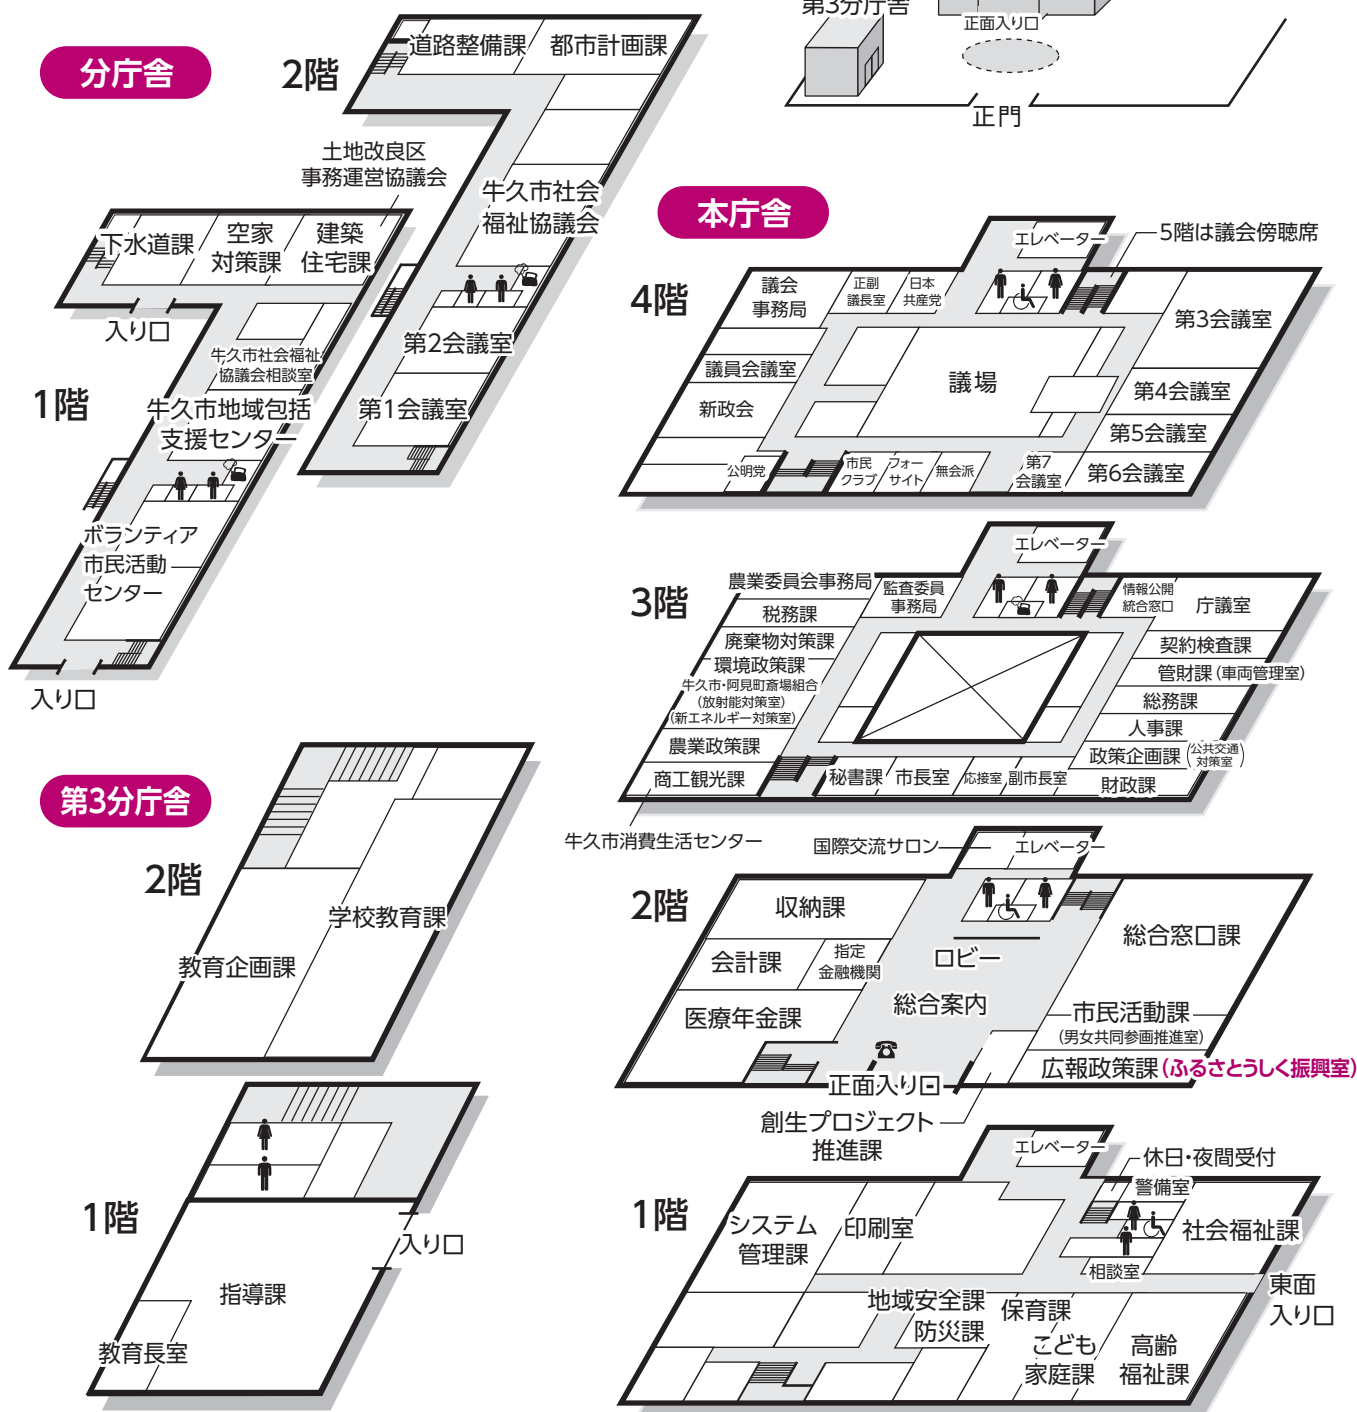 第3分庁舎
正面入り口
正門
分庁舎
2階
道路整備課
都市計画課
土地改良区
事務運営協議会
牛久市社会
福祉協議会
第2会議室
第1会議室
1階
下水道課
空家
対策課
建築
住宅課
入り口
牛久市社会福祉
協議会相談室
牛久市地域包括
支援センター
ボランティア
市民活動
センター
入り口
第3分庁舎
2階
学校教育課
教育企画課
1階
入り口
指導課
教育長室
本庁舎
4階
エレベーター
5階は議会傍聴席
議会
事務局
正副
議長室
日本
共産党
第3会議室
議員会議室
議場
第4会議室
新政会
第5会議室
公明党
市民
クラブ
フォー
サイト
無会派
第7
会議室
第6会議室
3階
エレベーター
農業委員会事務局
監査委員
事務局
情報公開
統合窓口
庁議室
税務課
廃棄物対策課
契約検査課
環境政策課
管財課(車両管理室)
牛久市・阿見町斎場組合
(放射能対策室)
(新エネルギー対策室)
総務課
人事課
農業政策課
政策企画課(公共交通
対策室)
商工観光課
秘書課
市長室
応接室
副市長室
財政課
牛久市消費生活センター
2階
国際交流サロン
エレベーター
収納課
総合窓口課
会計課
指定
金融機関
ロビー
総合案内
医療年金課
市民活動課
(男女共同参画推進室)
広報政策課(ふるさとうしく振興室)
正面入り口
創生プロジェクト
推進課
1階
エレベーター
休日・夜間受付
警備室
システム
管理課
印刷室
社会福祉課
相談室
東面
入り口
地域安全課
防災課
保育課
こども
家庭課
高齢
福祉課